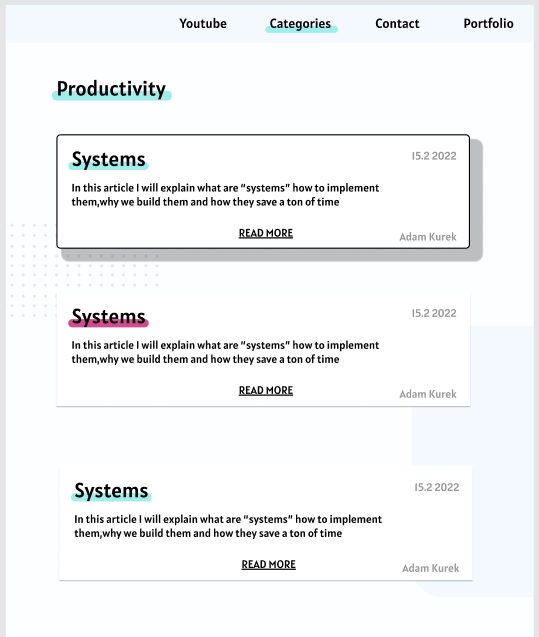 Youtube Categories Contact Portfolio
Productivity
Systems
15.2 2022
In this article I will explain what are “systems” how to implement
them,why we build them and how they save a ton of time
READ MORE
Adam Kurek
Systems
15.2 2022
In this article I will explain what are “systems” how to implement
them,why we build them and how they save a ton of time
READ MORE
Adam Kurek
Systems
15.2 2022
In this article I will explain what are “systems” how to implement
them,why we build them and how they save a ton of time
READ MORE
Adam Kurek